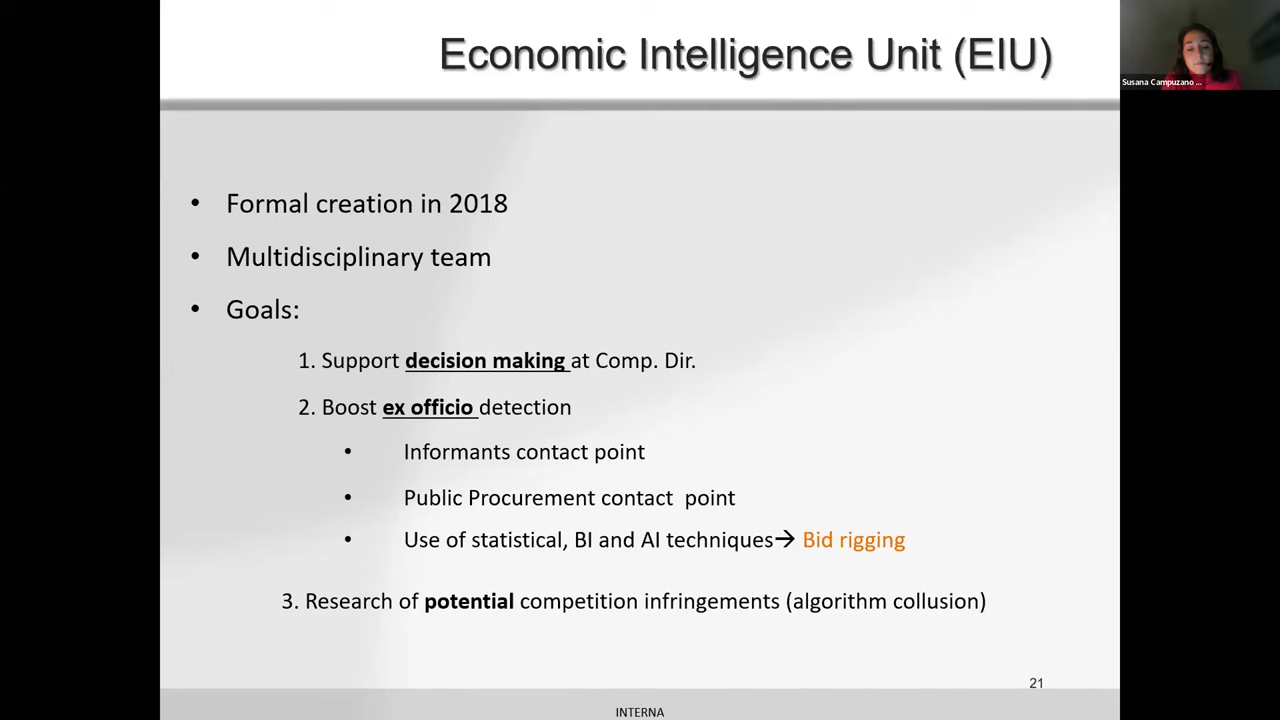 Economic Intelligence Unit (EIU)
Susana Campuzano ...
• Formal creation in 2018
• Multidisciplinary team
• Goals:
1. Support decision making at Comp. Dir.
2. Boost ex officio detection
• Informants contact point
• Public Procurement contact point
• Use of statistical, BI and AI techniques→ Bid rigging
3. Research of potential competition infringements (algorithm collusion)
21
INTERNA